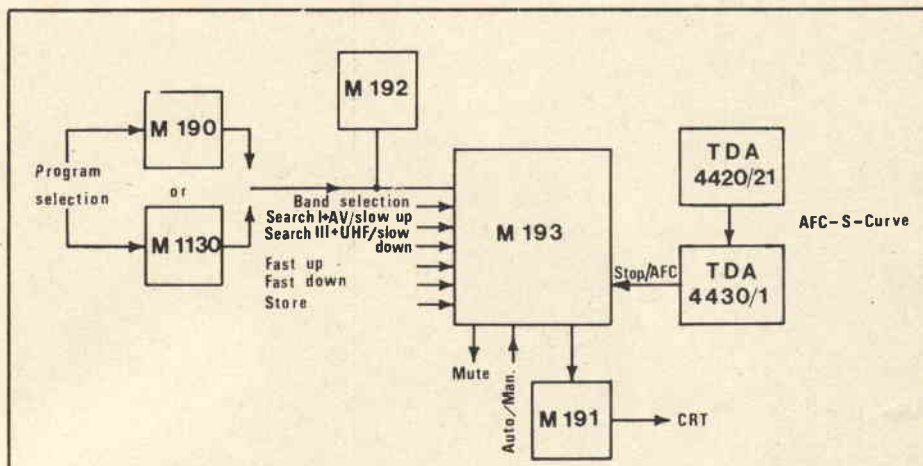 M 192
M 190
Program
selection
or
M 1130
Band selection
Search I+AV/slow up
Search III+UHF/slow
down
Fast up
Fast down
Store
M 193
TDA
4420/21
AFC-S-Curve
TDA
4430/1
Stop/AFC
Mute
Auto/Man.
M 191
CRT